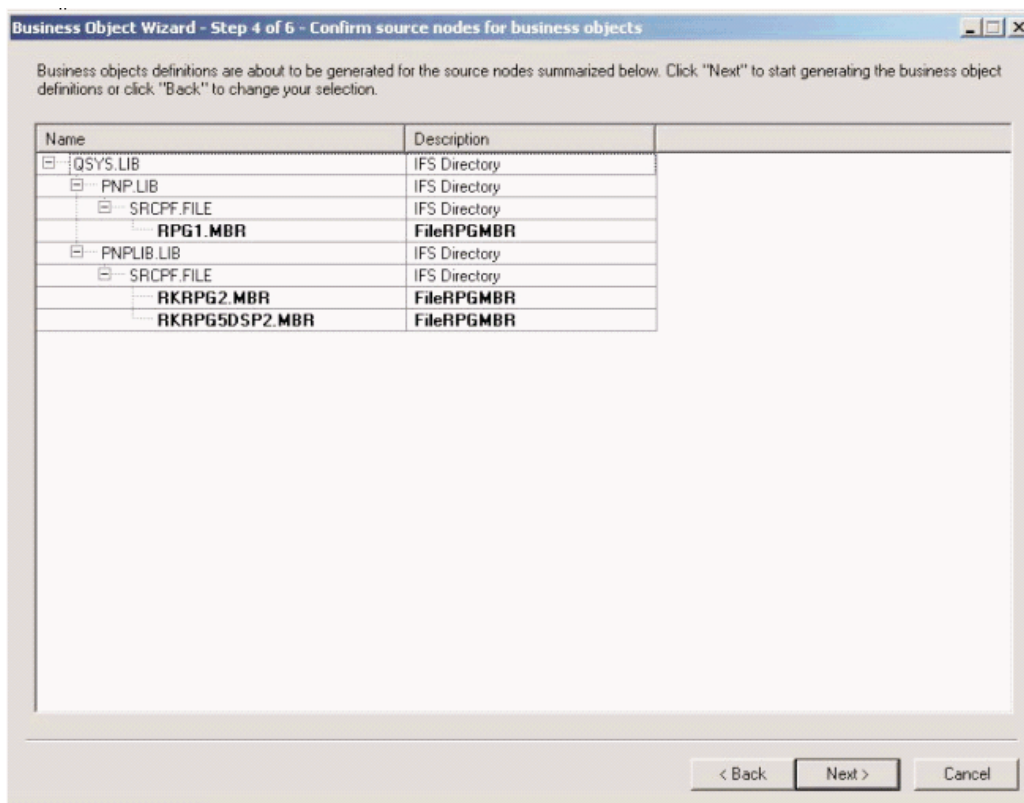 Business Object Wizard - Step 4 of 6 - Confirm source nodes for business objects
Business objects definitions are about to be generated for the source nodes summarized below. Click "Next" to start generating the business object
definitions or click "Back" to change your selection.
Name Description
QSYS.LIB IFS Directory
PNP.LIB IFS Directory
SRCPF.FILE IFS Directory
RPG1.MBR FileRPGMBR
PNPLIB.LIB IFS Directory
SRCPF.FILE IFS Directory
RKRPG2.MBR FileRPGMBR
RKRPG5DSP2.MBR FileRPGMBR
< Back Next > Cancel